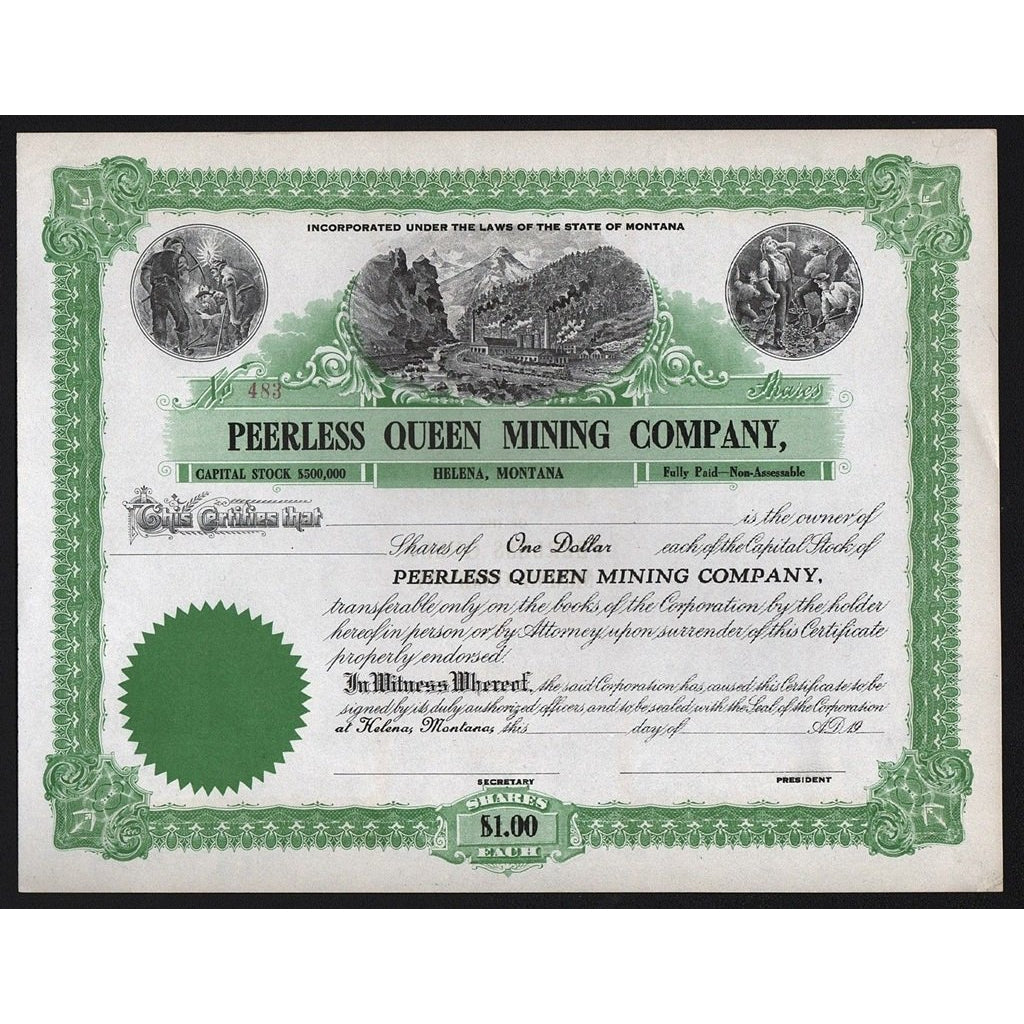 INCORPORATED UNDER THE LAWS OF THE STATE OF MONTANA
No 483 Shares
PEERLESS QUEEN MINING COMPANY,
CAPITAL STOCK $500,000 HELENA, MONTANA Fully Paid—Non-Assessable
This Certifies that is the owner of
Shares of One Dollar each of the Capital Stock of
PEERLESS QUEEN MINING COMPANY,
transferable only on the books of the Corporation by the holder
hereof in person or by Attorney upon surrender of this Certificate
properly endorsed.
In Witness Whereof, the said Corporation has caused this Certificate to be
signed by its duly authorized officers and to be sealed with the Seal of the Corporation
at Helena, Montana, this day of A.D. 19
SECRETARY PRESIDENT
SHARES
$1.00
EACH